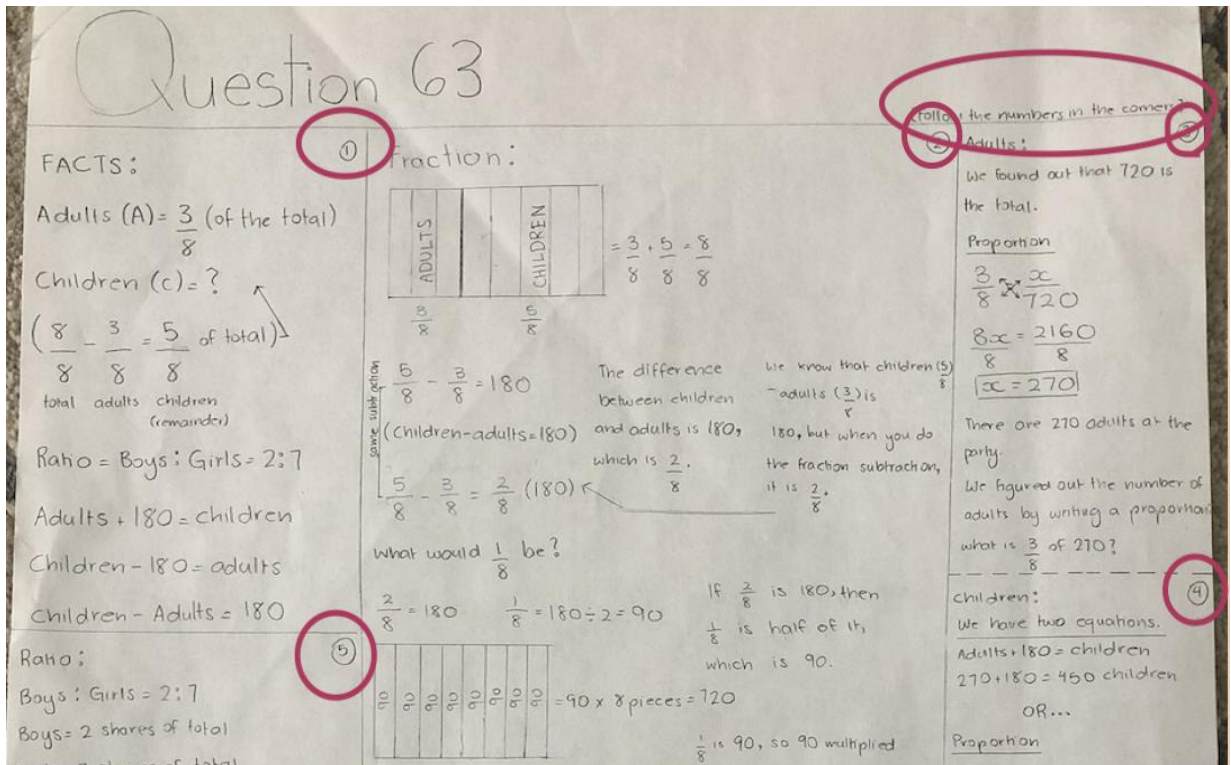 Question 63
(follow the numbers in the corners)
①
FACTS:
Adults (A) = 3/8 (of the total)
Children (c) = ?
(8/8 - 3/8 = 5/8 of total)
total adults children
(remainder)
Ratio = Boys : Girls = 2:7
Adults + 180 = children
Children - 180 = adults
Children - Adults = 180
②
Fraction:
ADULTS CHILDREN
= 3/8 + 5/8 = 8/8
3/8 5/8
same subtraction
5/8 - 3/8 = 180
(Children-adults=180)
5/8 - 3/8 = 2/8 (180)
The difference
between children
and adults is 180,
which is 2/8.
We know that children (5/8)
- adults (3/8) is
180, but when you do
the fraction subtraction,
it is 2/8.
What would 1/8 be?
2/8 = 180 1/8 = 180 ÷ 2 = 90
If 2/8 is 180, then
1/8 is half of it,
which is 90.
90 90 90 90 90 90 90 90 = 90 x 8 pieces = 720
1/8 is 90, so 90 multiplied
③
Adults:
We found out that 720 is
the total.
Proportion
3/8 x/720
8x/8 = 2160/8
x = 270
There are 270 adults at the
party.
We figured out the number of
adults by writing a proportion
what is 3/8 of 270?
④
Children:
We have two equations.
Adults + 180 = children
270 + 180 = 450 children
OR...
Proportion
⑤
Ratio:
Boys : Girls = 2:7
Boys = 2 shares of total
of total